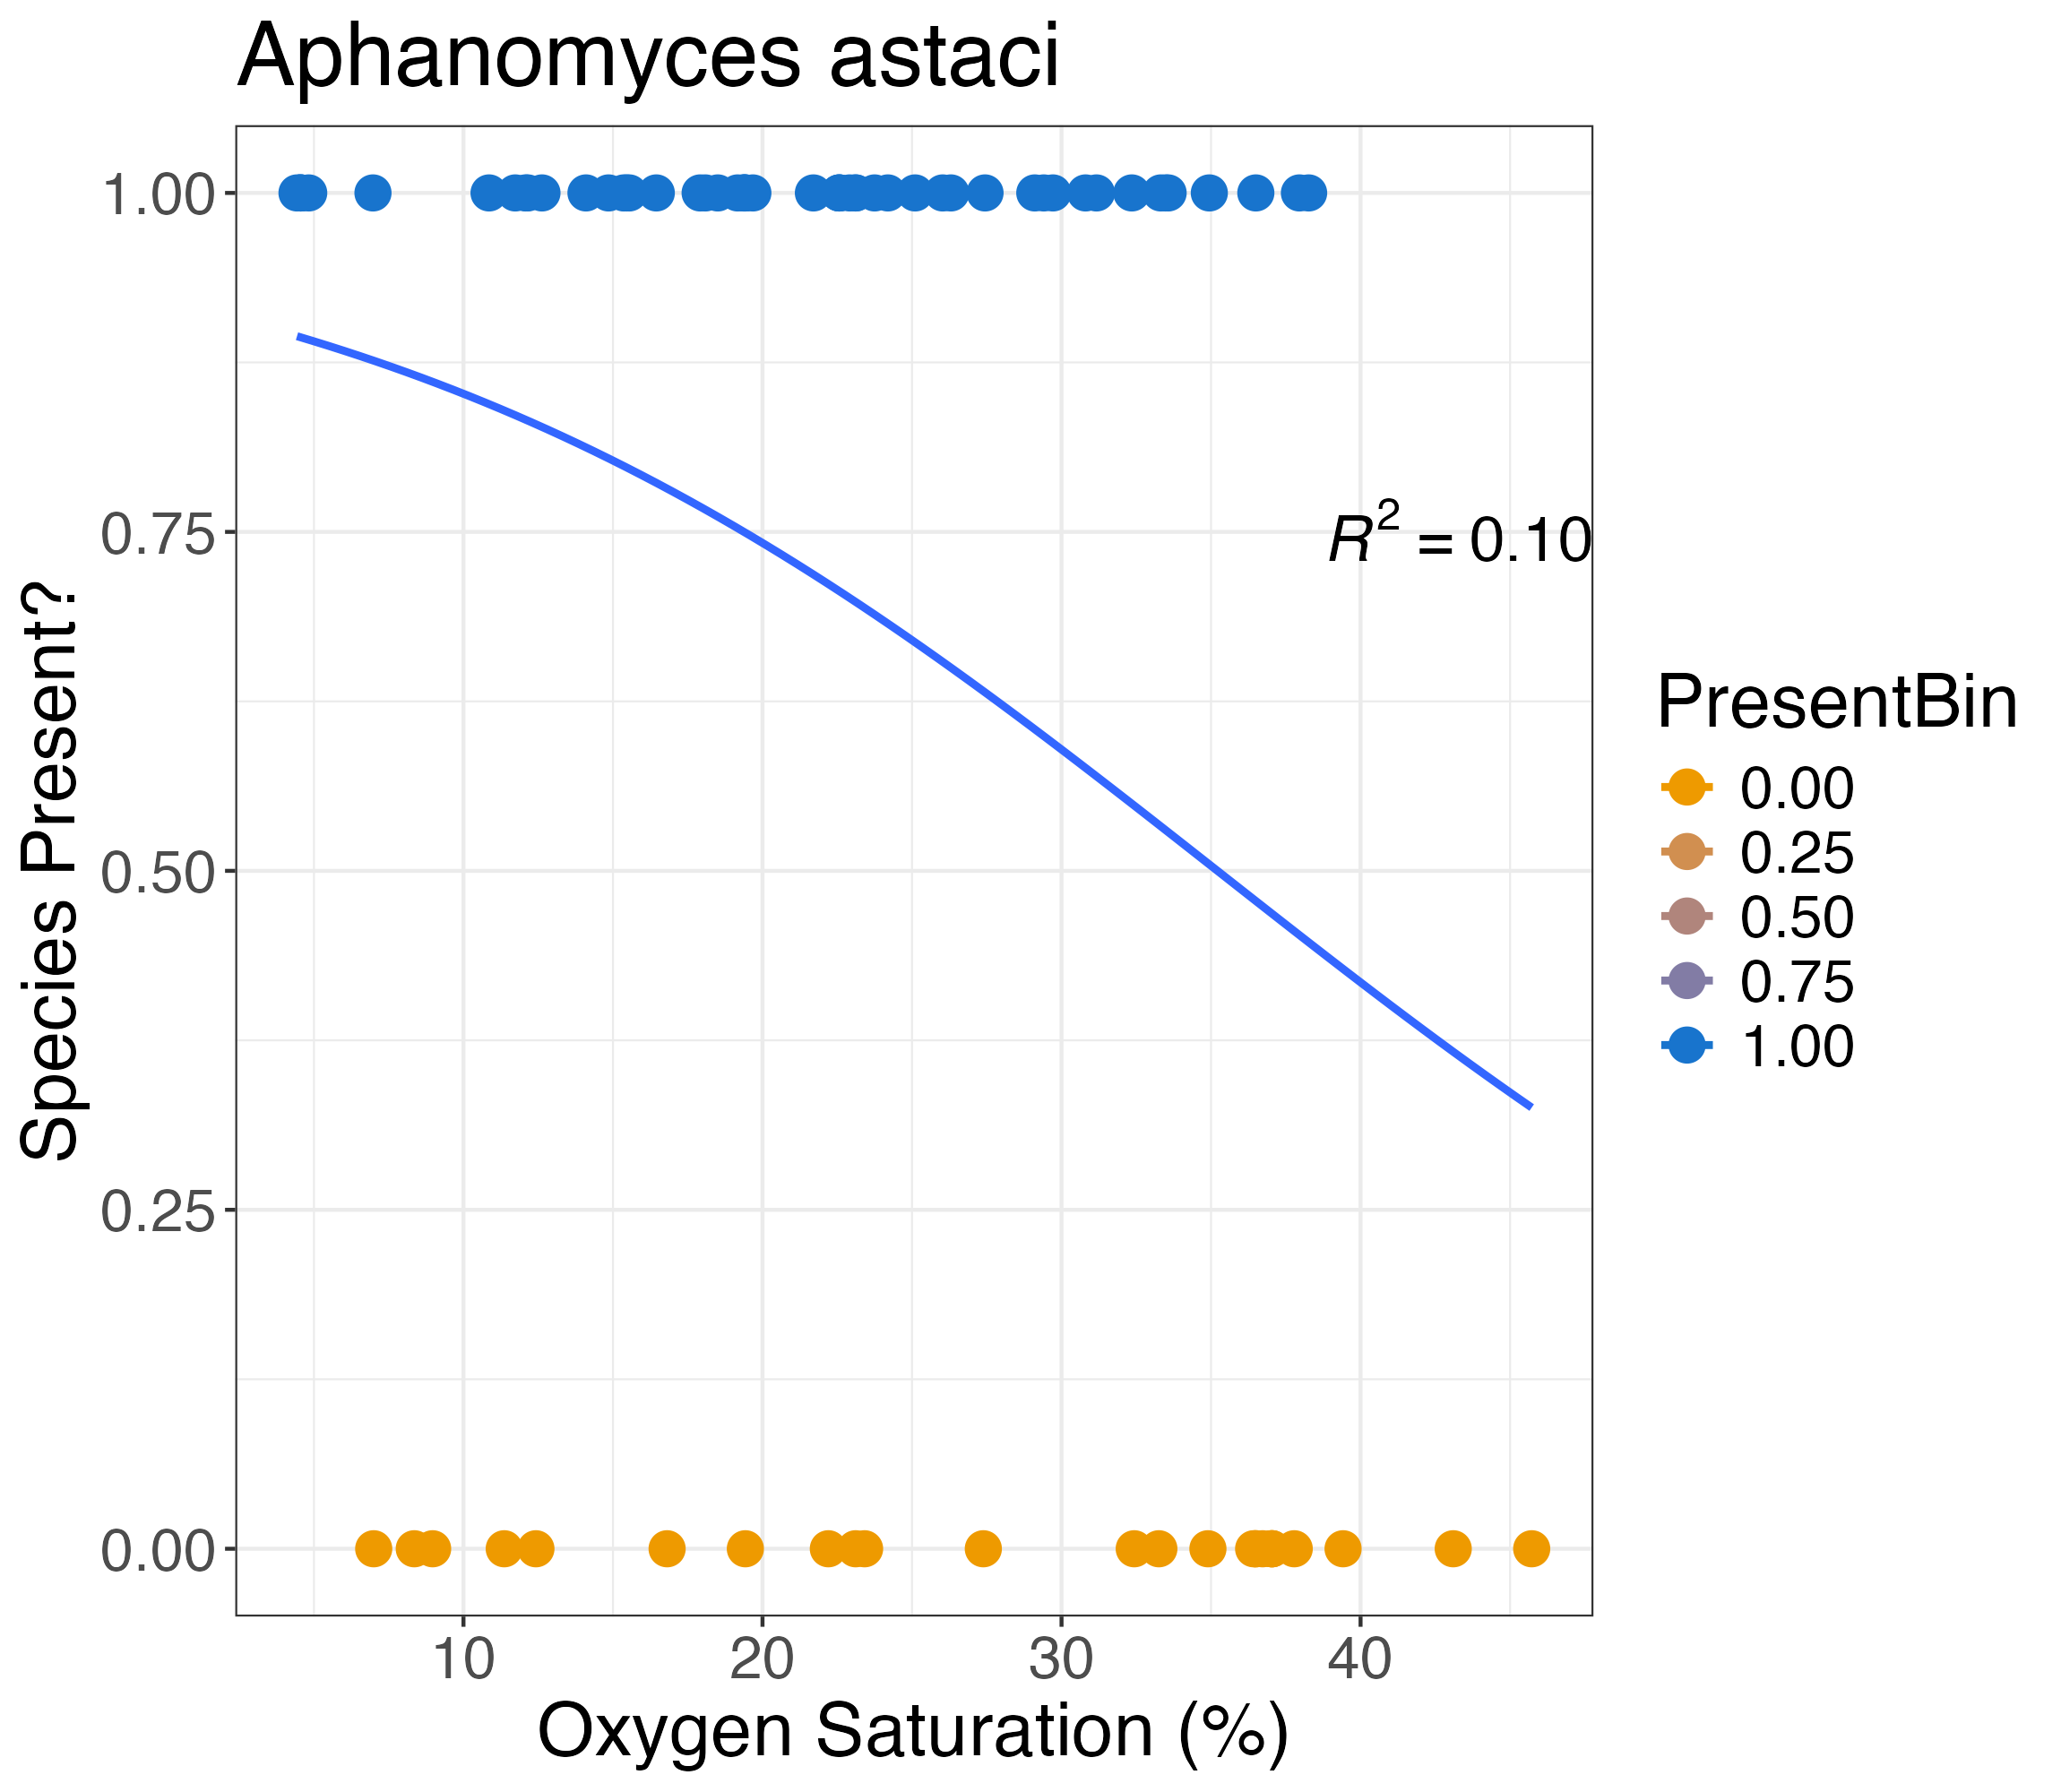 Aphanomyces astaci
Species Present?
1.00
0.75
0.50
0.25
0.00
R² = 0.10
10 20 30 40
Oxygen Saturation (%)
PresentBin
0.00
0.25
0.50
0.75
1.00